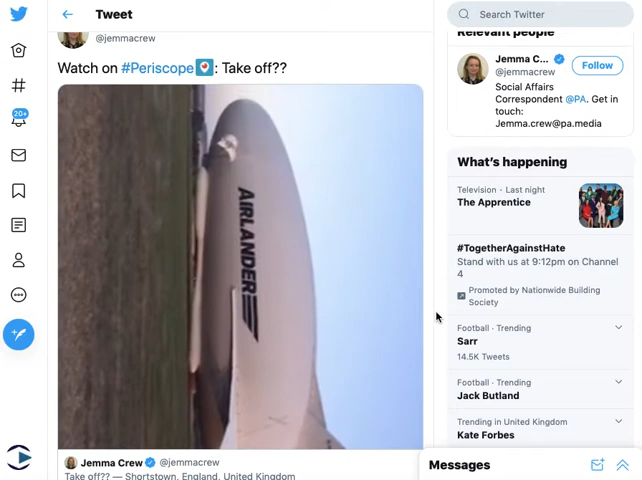 Tweet
Search Twitter
@jemmacrew
Watch on #Periscope: Take off??
AIRLANDER
Jemma Crew @jemmacrew
Take off?? — Shortstown, England, United Kingdom
20+
Relevant people
Jemma C...
Follow
@jemmacrew
Social Affairs
Correspondent @PA. Get in
touch:
Jemma.crew@pa.media
What's happening
Television · Last night
The Apprentice
#TogetherAgainstHate
Stand with us at 9:12pm on Channel
4
Promoted by Nationwide Building
Society
Football · Trending
Sarr
14.5K Tweets
Football · Trending
Jack Butland
Trending in United Kingdom
Kate Forbes
Messages